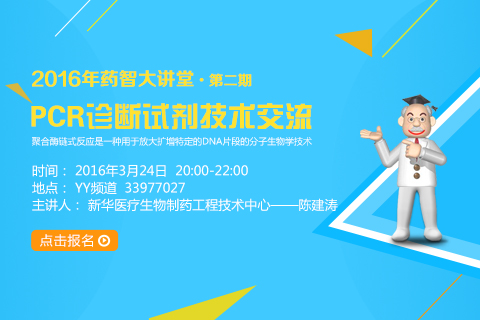 2016年药智大讲堂·第二期
PCR诊断试剂技术交流
聚合酶链式反应是一种用于放大扩增特定的DNA片段的分子生物学技术
时间： 2016年3月24日 20:00-22:00
地点： YY频道 33977027
主讲人： 新华医疗生物制药工程技术中心——陈建涛
点击报名